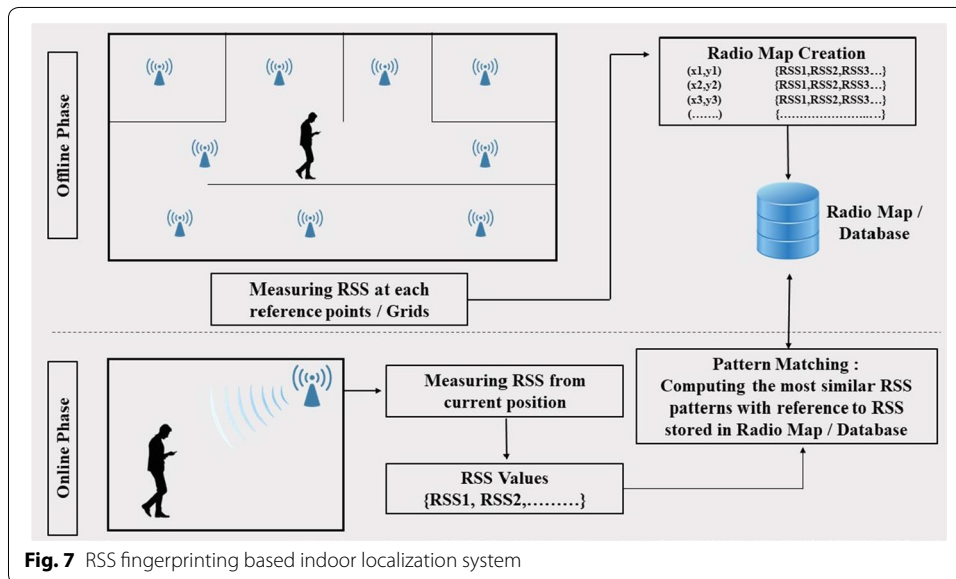 Offline Phase
Radio Map Creation
(x1,y1) {RSS1,RSS2,RSS3...}
(x2,y2) {RSS1,RSS2,RSS3...}
(x3,y3) {RSS1,RSS2,RSS3...}
(.......) {........................}
Radio Map /
Database
Measuring RSS at each
reference points / Grids
Online Phase
Measuring RSS from
current position
RSS Values
{RSS1, RSS2,.........}
Pattern Matching :
Computing the most similar RSS
patterns with reference to RSS
stored in Radio Map / Database
Fig. 7 RSS fingerprinting based indoor localization system